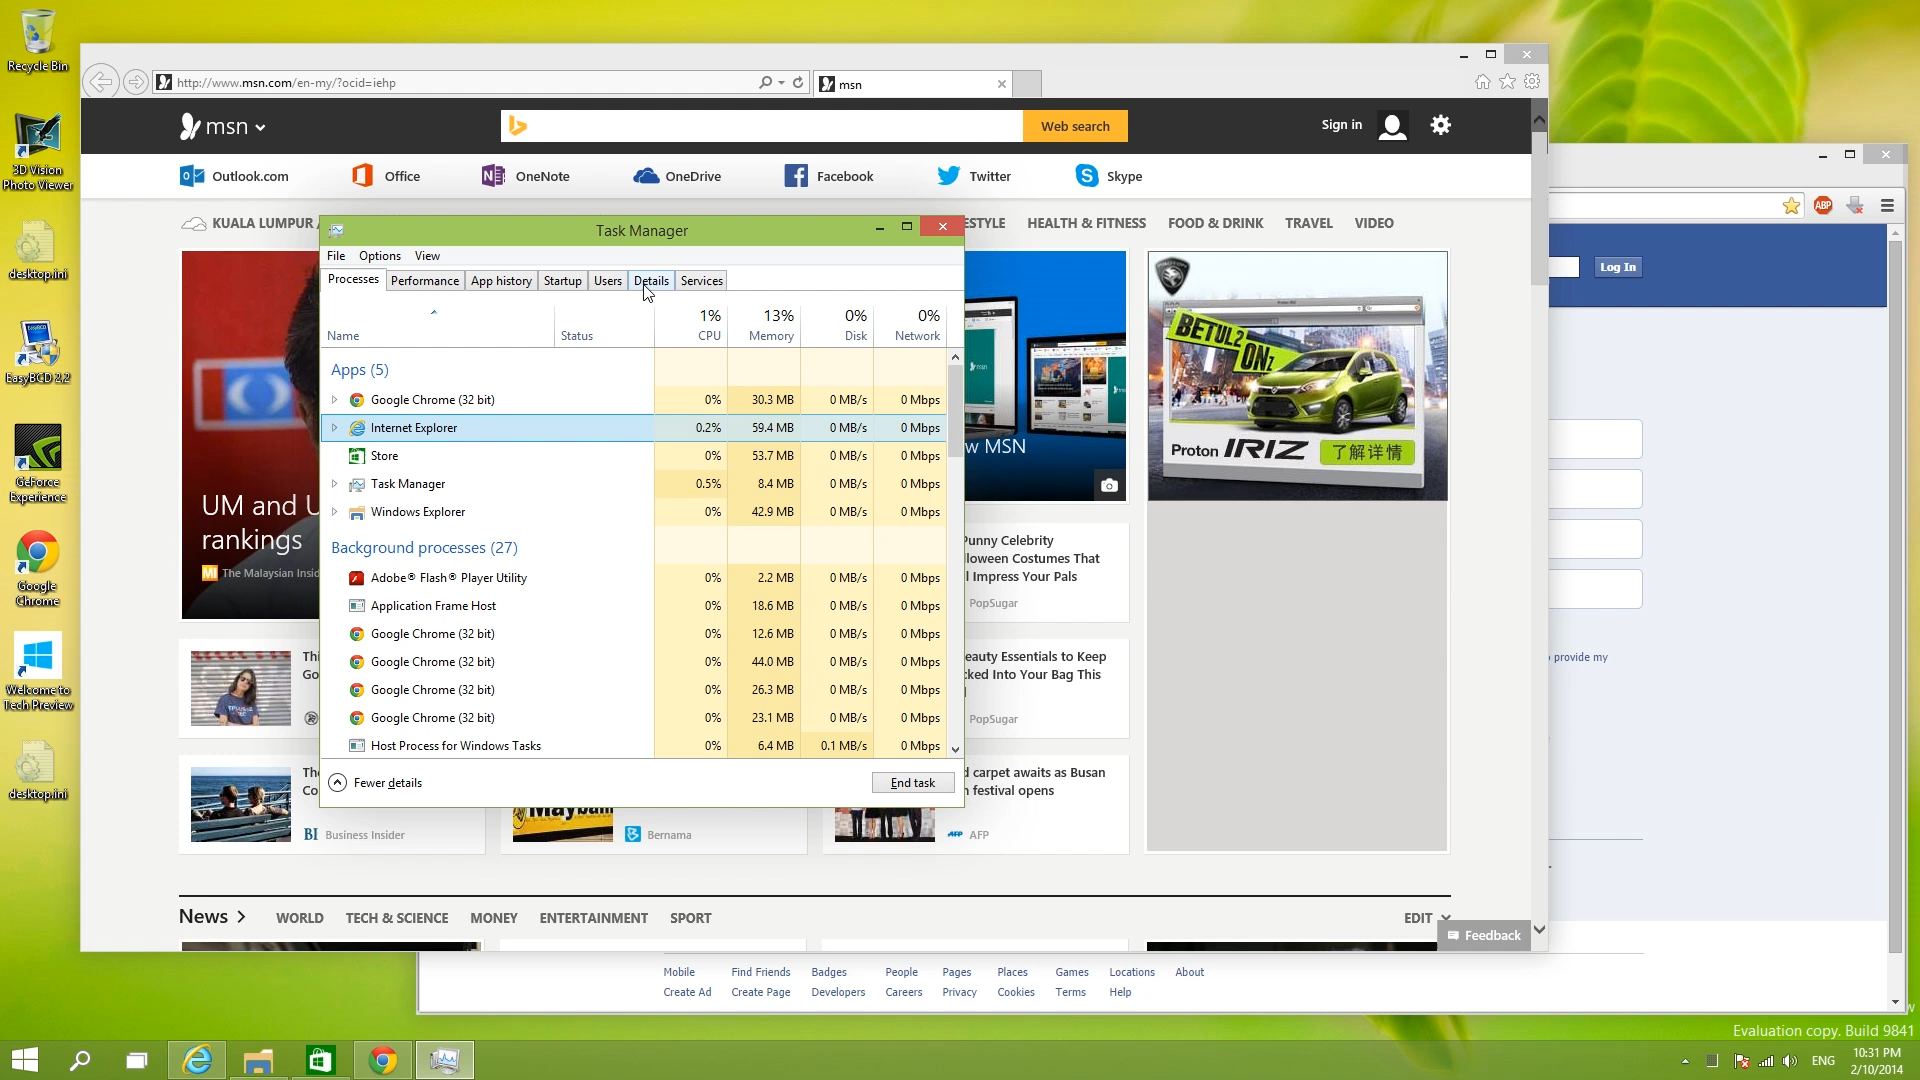 Recycle Bin
3D Vision
Photo Viewer
desktop.ini
EasyBCD 2.2
GeForce
Experience
Google
Chrome
Welcome to
Tech Preview
desktop.ini
http://www.msn.com/en-my/?ocid=iehp
msn
msn
Web search
Sign in
Outlook.com
Office
OneNote
OneDrive
Facebook
Twitter
Skype
KUALA LUMPUR
HEALTH & FITNESS
FOOD & DRINK
TRAVEL
VIDEO
ABP
Log In
Task Manager
File
Options
View
Processes
Performance
App history
Startup
Users
Details
Services
1%
13%
0%
0%
Name
Status
CPU
Memory
Disk
Network
Apps (5)
Google Chrome (32 bit) 0% 30.3 MB 0 MB/s 0 Mbps
Internet Explorer 0.2% 59.4 MB 0 MB/s 0 Mbps
Store 0% 53.7 MB 0 MB/s 0 Mbps
Task Manager 0.5% 8.4 MB 0 MB/s 0 Mbps
Windows Explorer 0% 42.9 MB 0 MB/s 0 Mbps
Background processes (27)
Adobe® Flash® Player Utility 0% 2.2 MB 0 MB/s 0 Mbps
Application Frame Host 0% 18.6 MB 0 MB/s 0 Mbps
Google Chrome (32 bit) 0% 12.6 MB 0 MB/s 0 Mbps
Google Chrome (32 bit) 0% 44.0 MB 0 MB/s 0 Mbps
Google Chrome (32 bit) 0% 26.3 MB 0 MB/s 0 Mbps
Google Chrome (32 bit) 0% 23.1 MB 0 MB/s 0 Mbps
Host Process for Windows Tasks 0% 6.4 MB 0.1 MB/s 0 Mbps
Fewer details
End task
UM and U
rankings
MI The Malaysian Insid
w MSN
BETUL2
ONz
Proton IRIZ
了解详情
Punny Celebrity
lloween Costumes That
l Impress Your Pals
PopSugar
Thi
Go
eauty Essentials to Keep
cked Into Your Bag This
PopSugar
The
Co
BI Business Insider
Bernama
d carpet awaits as Busan
festival opens
AFP AFP
provide my
News
WORLD
TECH & SCIENCE
MONEY
ENTERTAINMENT
SPORT
EDIT
Feedback
Mobile
Find Friends
Badges
People
Pages
Places
Games
Locations
About
Create Ad
Create Page
Developers
Careers
Privacy
Cookies
Terms
Help
Evaluation copy. Build 9841
ENG
10:31 PM
2/10/2014